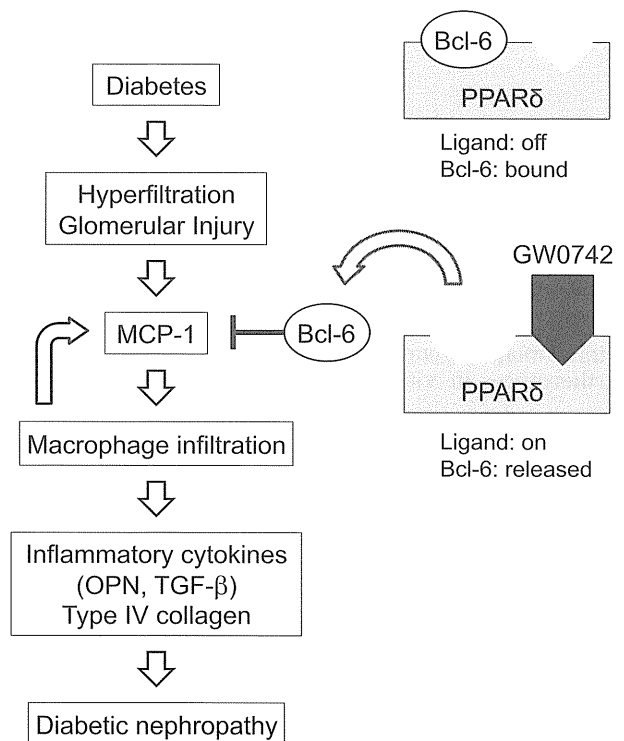 Diabetes
Hyperfiltration
Glomerular Injury
MCP-1
Macrophage infiltration
Inflammatory cytokines
(OPN, TGF-β)
Type IV collagen
Diabetic nephropathy
Bcl-6
PPARδ
Ligand: off
Bcl-6: bound
Bcl-6
GW0742
PPARδ
Ligand: on
Bcl-6: released